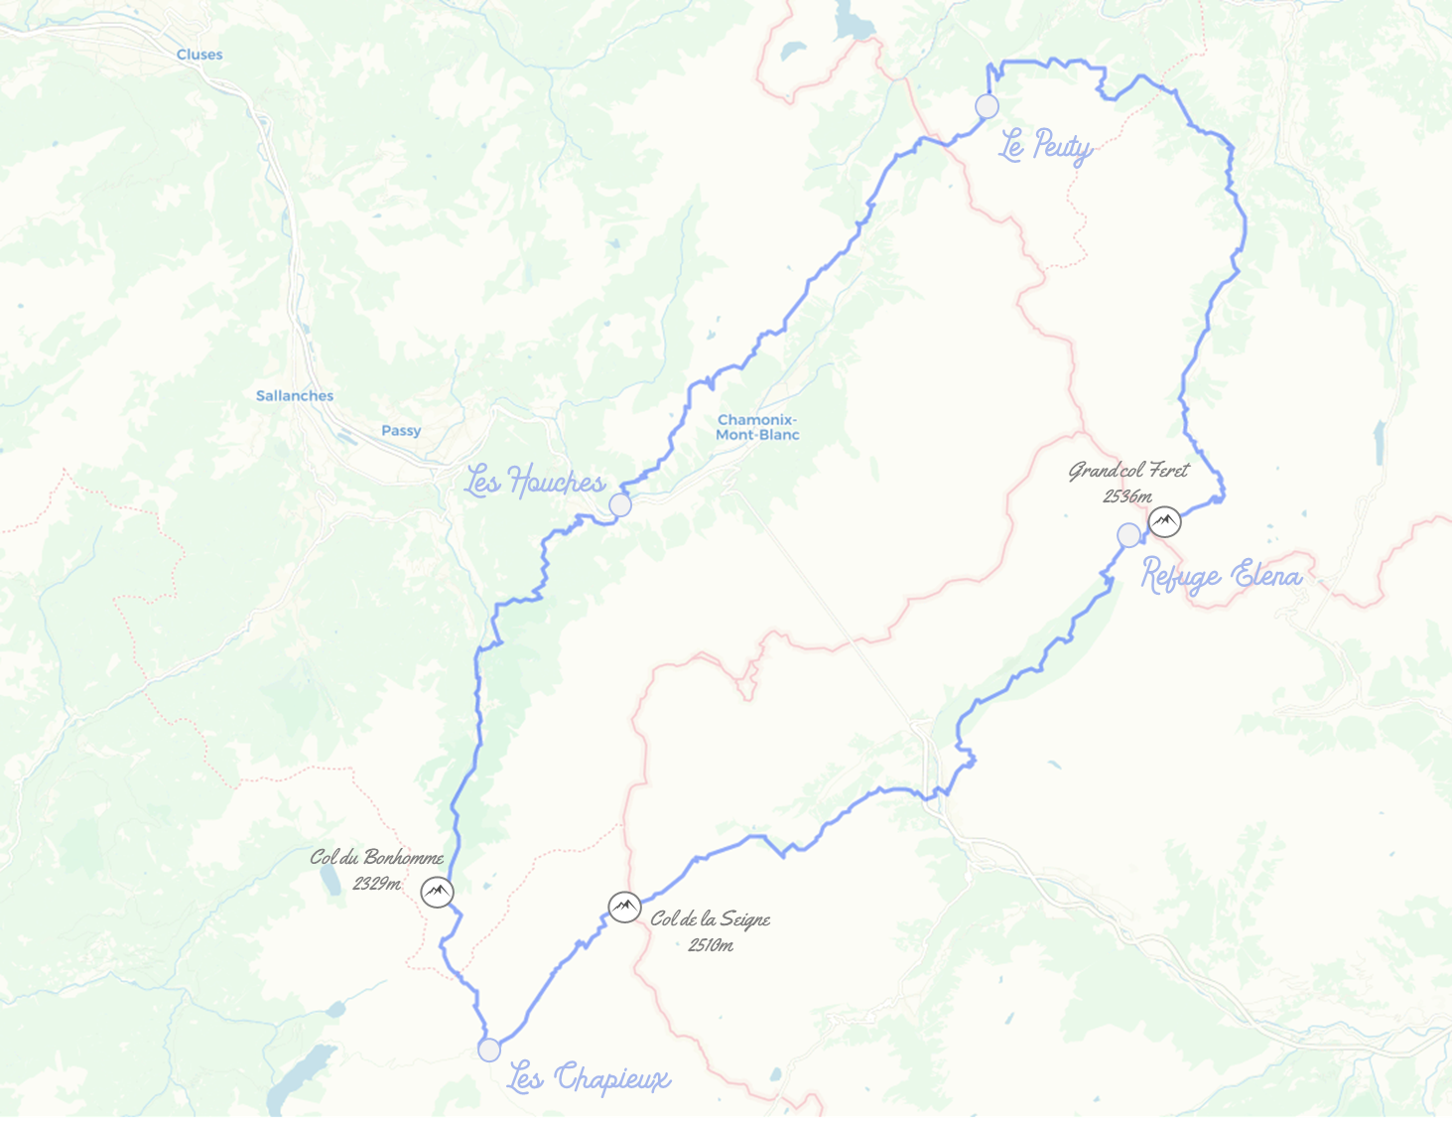 Cluses
Le Peuty
Sallanches
Passy
Chamonix-
Mont-Blanc
Les Houches
Grand col Feret
2536m
Refuge Elena
Col du Bonhomme
2329m
Col de la Seigne
2510m
Les Chapieux